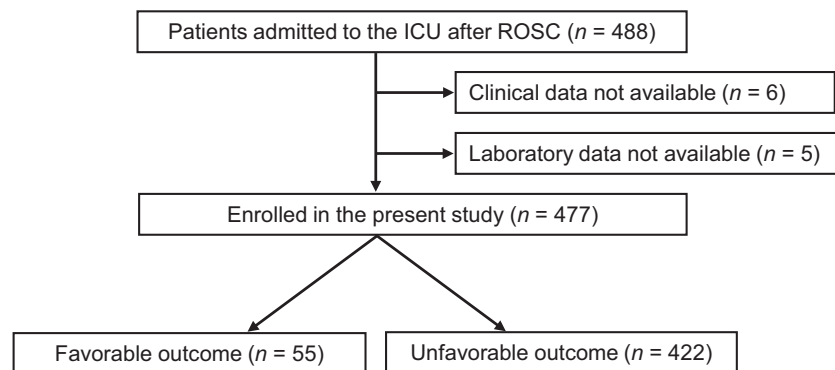 Patients admitted to the ICU after ROSC (n = 488)
Clinical data not available (n = 6)
Laboratory data not available (n = 5)
Enrolled in the present study (n = 477)
Favorable outcome (n = 55)
Unfavorable outcome (n = 422)